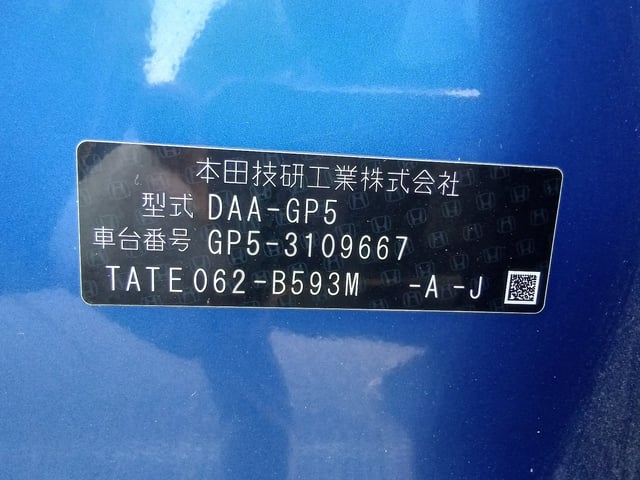 本田技研工業株式会社
型式 DAA-GP5
車台番号 GP5-3109667
TATE062-B593M -A -J